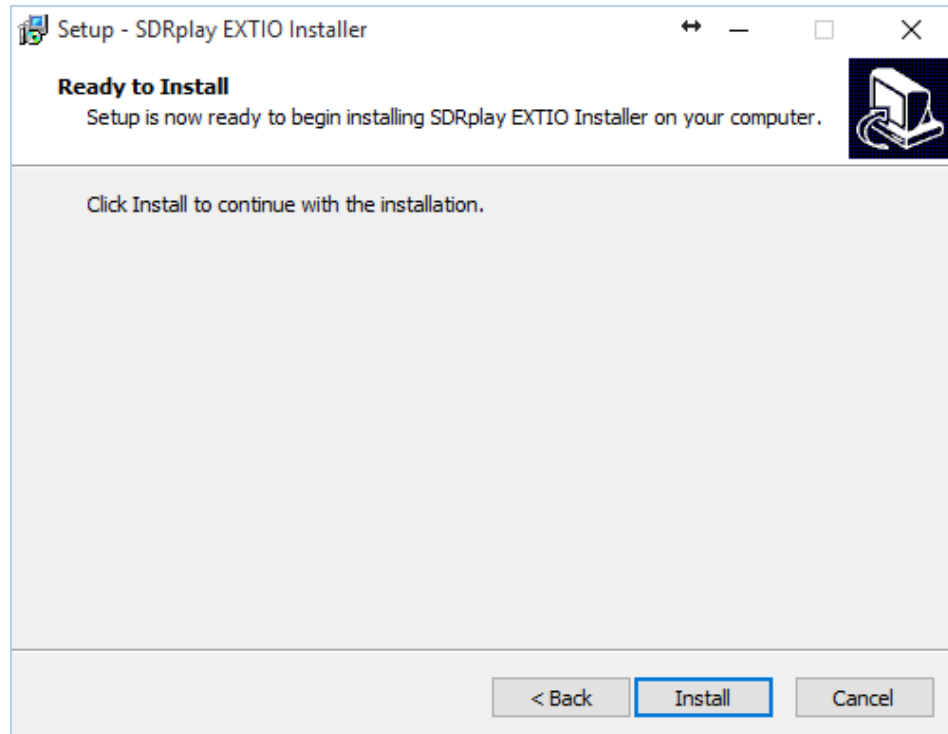 Setup - SDRplay EXTIO Installer
Ready to Install
Setup is now ready to begin installing SDRplay EXTIO Installer on your computer.
Click Install to continue with the installation.
< Back
Install
Cancel